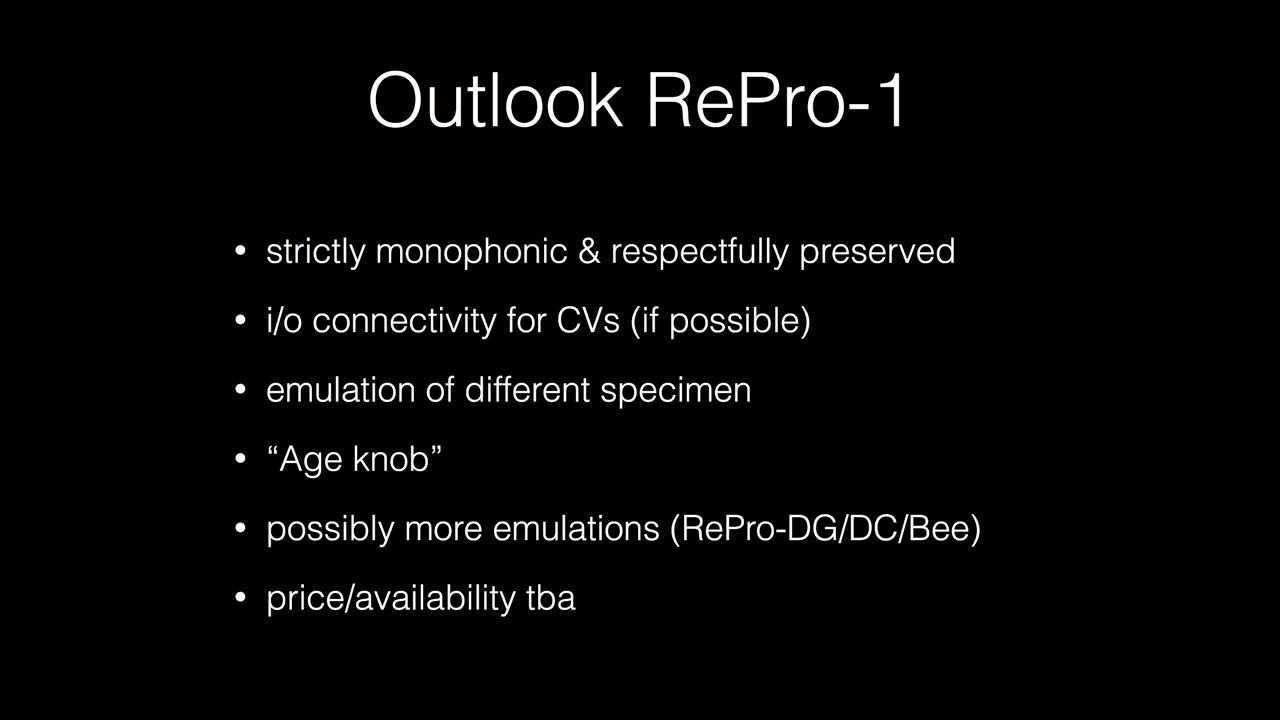 Outlook RePro-1
• strictly monophonic & respectfully preserved
• i/o connectivity for CVs (if possible)
• emulation of different specimen
• “Age knob”
• possibly more emulations (RePro-DG/DC/Bee)
• price/availability tba